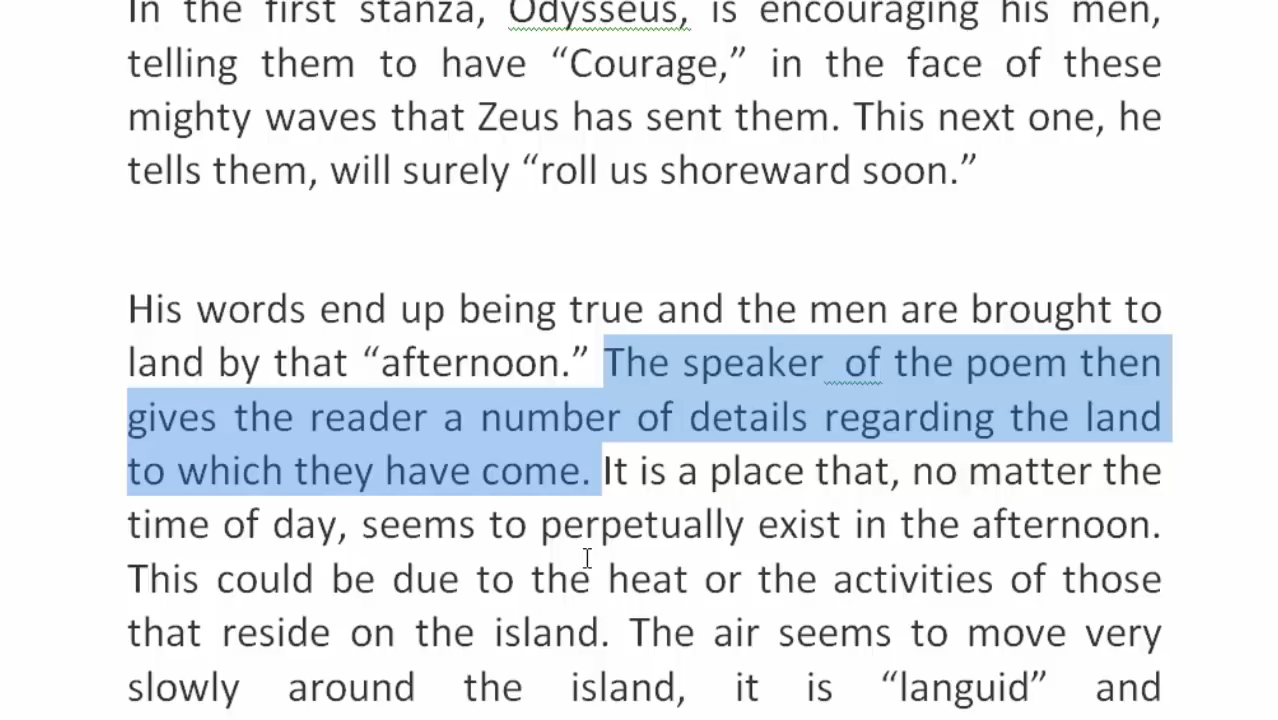 In the first stanza, Odysseus, is encouraging his men,
telling them to have “Courage,” in the face of these
mighty waves that Zeus has sent them. This next one, he
tells them, will surely “roll us shoreward soon.”
His words end up being true and the men are brought to
land by that “afternoon.” The speaker of the poem then
gives the reader a number of details regarding the land
to which they have come. It is a place that, no matter the
time of day, seems to perpetually exist in the afternoon.
This could be due to the heat or the activities of those
that reside on the island. The air seems to move very
slowly around the island, it is “languid” and